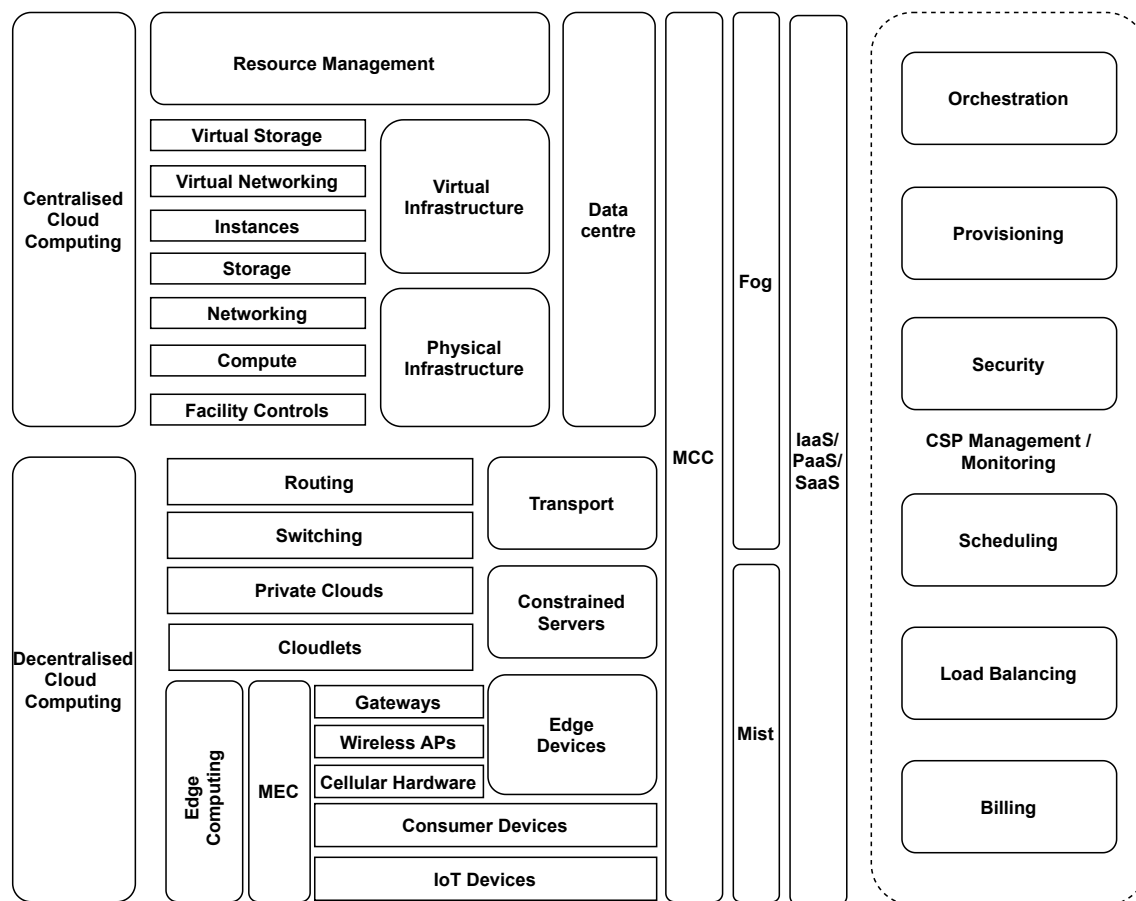 Centralised
Cloud
Computing
Resource Management
Virtual Storage
Virtual Networking
Instances
Storage
Networking
Compute
Facility Controls
Virtual
Infrastructure
Physical
Infrastructure
Data
centre
Decentralised
Cloud
Computing
Routing
Switching
Private Clouds
Cloudlets
Transport
Constrained
Servers
Edge
Computing
MEC
Gateways
Wireless APs
Cellular Hardware
Edge
Devices
Consumer Devices
IoT Devices
MCC
Fog
Mist
IaaS/
PaaS/
SaaS
Orchestration
Provisioning
Security
CSP Management /
Monitoring
Scheduling
Load Balancing
Billing